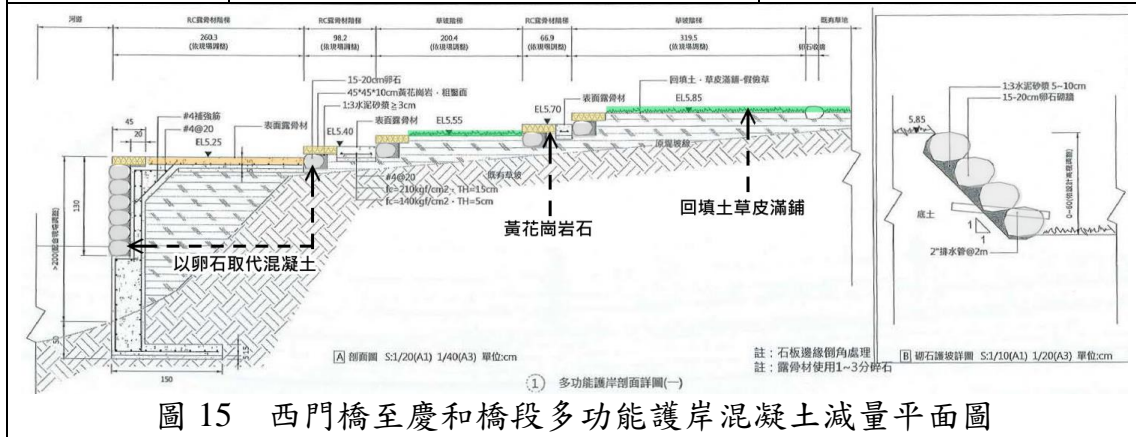 河道 RC露骨材階梯 RC露骨材階梯 草坡階梯 RC露骨材階梯 草坡階梯 既有草地
260.3 98.2 200.4 66.9 319.5
(依現場調整) (依現場調整) (依現場調整) (依現場調整) (依現場調整)
15-20cm卵石
45*45*10cm黃花崗岩，粗鑿面
1:3水泥砂漿≧3cm
回填土，草皮滿鋪-假儉草
#4補強筋
#4@20
表面露骨材
表面露骨材
表面露骨材
EL5.25
EL5.40
EL5.55
EL5.70
EL5.85
45
20
130
50
15
150
原堤坡線
既有草坡
#4@20
fc=210kgf/cm2，TH=15cm
fc=140kgf/cm2，TH=5cm
以卵石取代混凝土
黃花崗岩石
回填土草皮滿鋪
A 剖面圖 S:1/20(A1) 1/40(A3) 單位:cm
註：石板邊緣倒角處理
註：露骨材使用1~3分碎石
1 多功能護岸剖面詳圖(一)
1:3水泥砂漿 5~10cm
15-20cm卵石砌牆
5.85
底土
1
1
2"排水管@2m
B 砌石護坡詳圖 S:1/10(A1) 1/20(A3) 單位:cm
圖 15 西門橋至慶和橋段多功能護岸混凝土減量平面圖